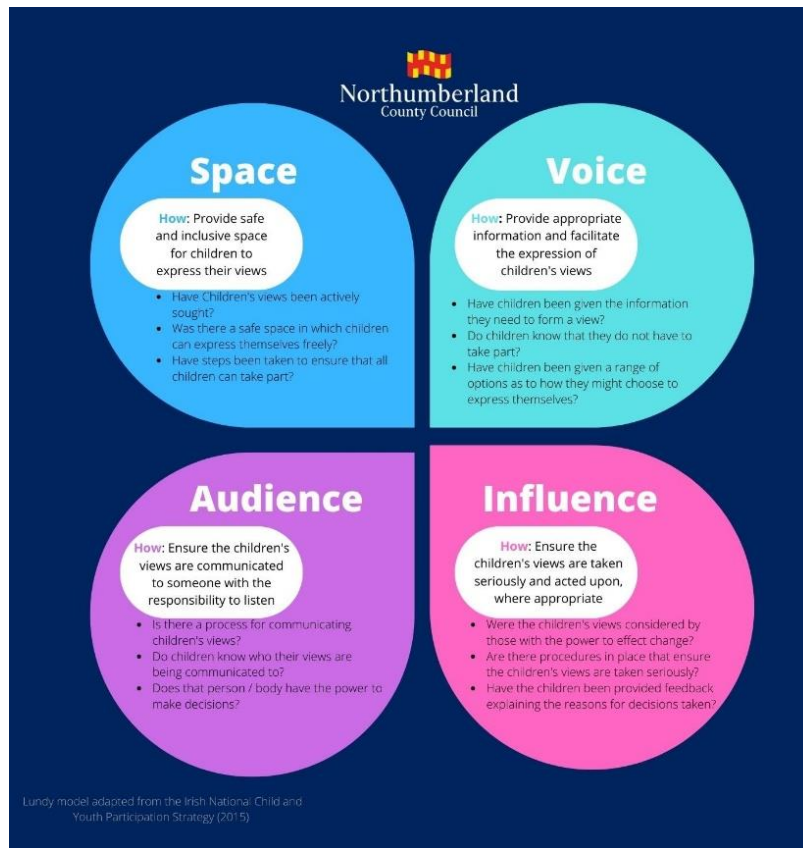 Northumberland
County Council
Space
How: Provide safe
and inclusive space
for children to
express their views
• Have Children's views been actively
sought?
• Was there a safe space in which children
can express themselves freely?
• Have steps been taken to ensure that all
children can take part?
Voice
How: Provide appropriate
information and facilitate
the expression of
children's views
• Have children been given the information
they need to form a view?
• Do children know that they do not have to
take part?
• Have children been given a range of
options as to how they might choose to
express themselves?
Audience
How: Ensure the children's
views are communicated
to someone with the
responsibility to listen
• Is there a process for communicating
children's views?
• Do children know who their views are
being communicated to?
• Does that person / body have the power to
make decisions?
Influence
How: Ensure the
children's views are taken
seriously and acted upon,
where appropriate
• Were the children's views considered by
those with the power to effect change?
• Are there procedures in place that ensure
the children's views are taken seriously?
• Have the children been provided feedback
explaining the reasons for decisions taken?
Lundy model adapted from the Irish National Child and
Youth Participation Strategy (2015)